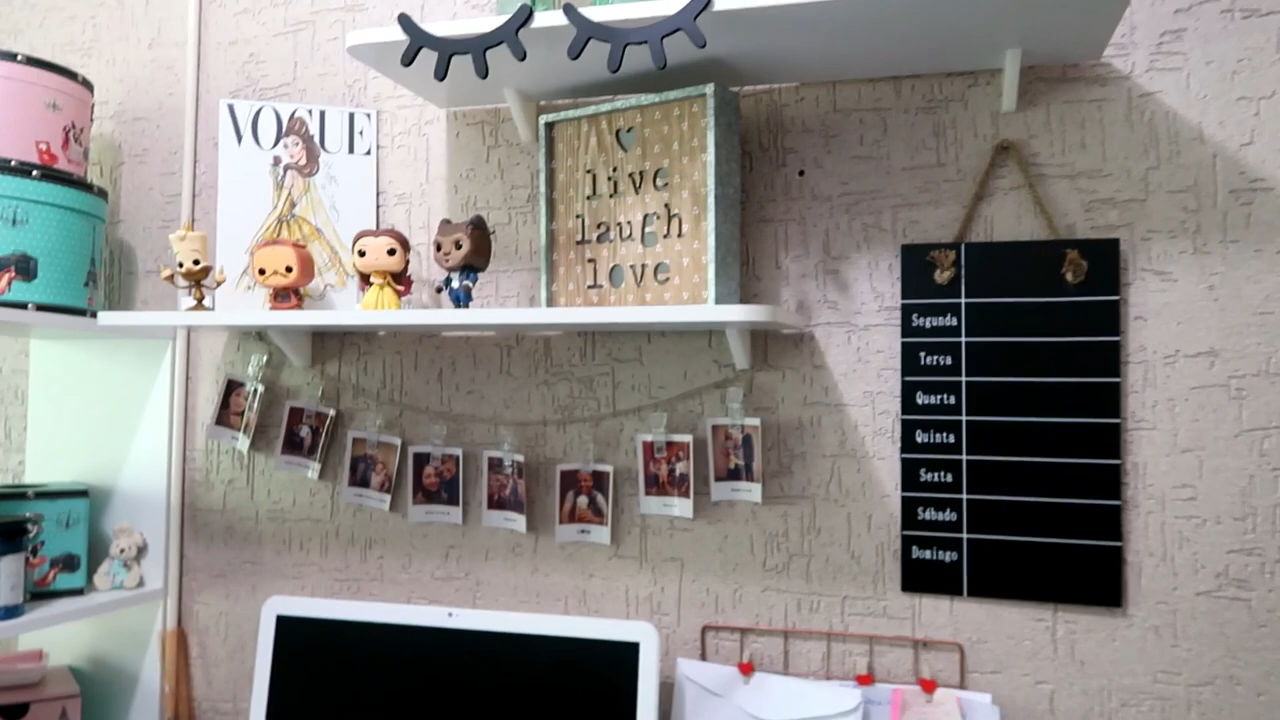 VOGUE
live
laugh
love
Segunda
Terça
Quarta
Quinta
Sexta
Sábado
Domingo